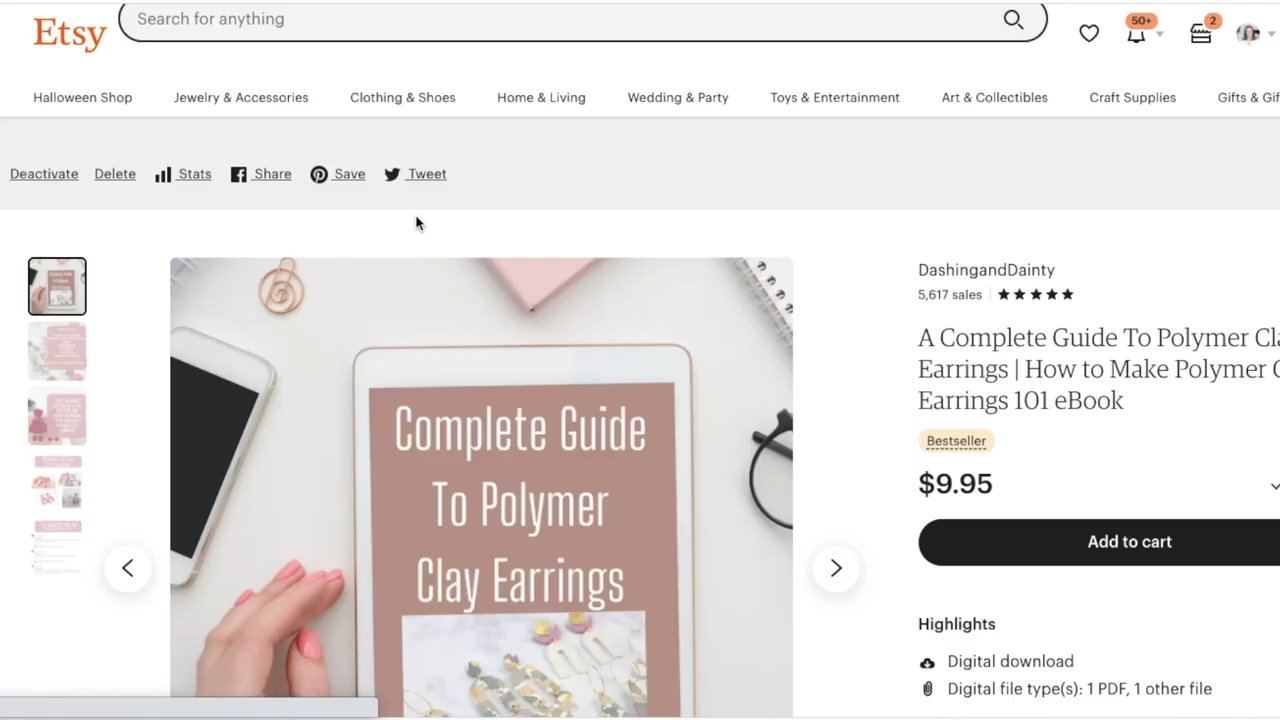 Etsy
Search for anything
50+
2
Halloween Shop
Jewelry & Accessories
Clothing & Shoes
Home & Living
Wedding & Party
Toys & Entertainment
Art & Collectibles
Craft Supplies
Gifts & Gif
Deactivate
Delete
Stats
Share
Save
Tweet
Complete Guide
To Polymer
Clay Earrings
DashingandDainty
5,617 sales
A Complete Guide To Polymer Cla
Earrings | How to Make Polymer C
Earrings 101 eBook
Bestseller
$9.95
Add to cart
Highlights
Digital download
Digital file type(s): 1 PDF, 1 other file